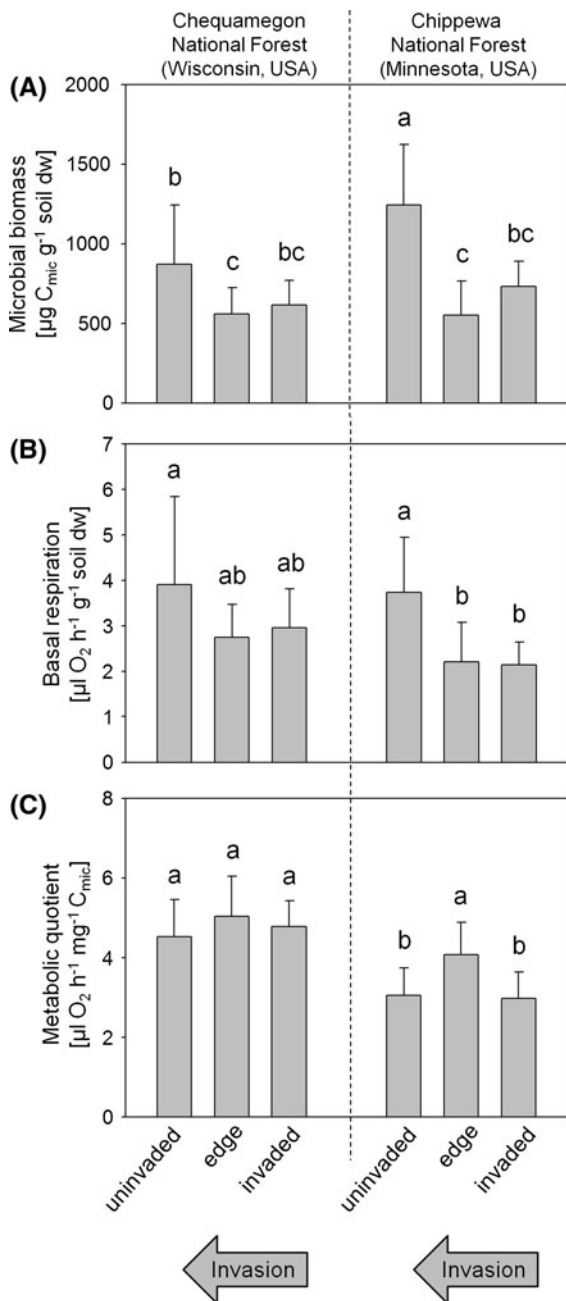 Chequamegon
National Forest
(Wisconsin, USA)
Chippewa
National Forest
(Minnesota, USA)
(A)
Microbial biomass
[µg Cmic g-1 soil dw]
2000
1500
1000
500
0
b
c
bc
a
c
bc
(B)
Basal respiration
[µl O2 h-1 g-1 soil dw]
7
6
5
4
3
2
1
0
a
ab
ab
a
b
b
(C)
Metabolic quotient
[µl O2 h-1 mg-1 Cmic]
8
6
4
2
0
a
a
a
b
a
b
uninvaded
edge
invaded
uninvaded
edge
invaded
Invasion
Invasion